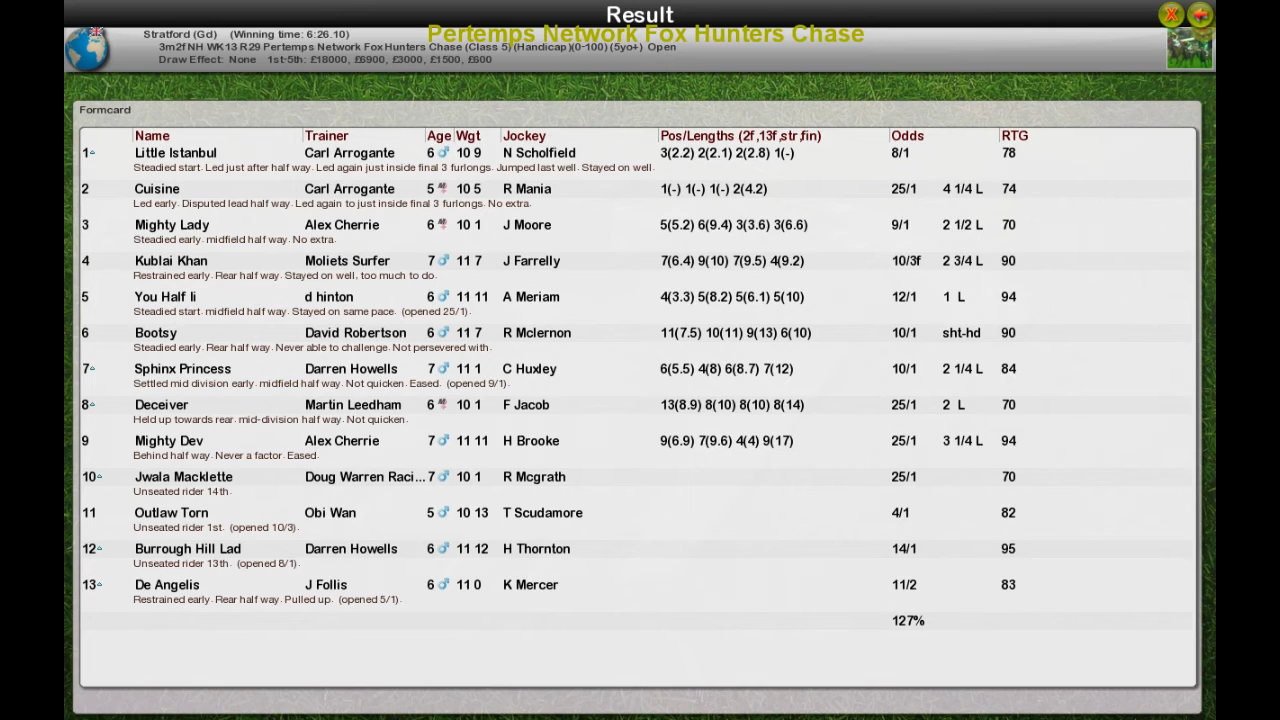 Result
Pertemps Network Fox Hunters Chase
Stratford (Gd) (Winning time: 6:26.10)
3m2f NH WK13 R29 Pertemps Network Fox Hunters Chase (Class 5) (Handicap)(0-100) (5yo+) Open
Draw Effect: None 1st-5th: £18000, £6900, £3000, £1500, £600
Formcard
Name Trainer Age Wgt Jockey Pos/Lengths (2f,13f,str,fin) Odds RTG
1 Little Istanbul Carl Arrogante 6 10 9 N Scholfield 3(2.2) 2(2.1) 2(2.8) 1(-) 8/1 78
Steadied start. Led just after half way. Led again just inside final 3 furlongs. Jumped last well. Stayed on well.
2 Cuisine Carl Arrogante 5 10 5 R Mania 1(-) 1(-) 1(-) 2(4.2) 25/1 4 1/4 L 74
Led early. Disputed lead half way. Led again to just inside final 3 furlongs. No extra.
3 Mighty Lady Alex Cherrie 6 10 1 J Moore 5(5.2) 6(9.4) 3(3.6) 3(6.6) 9/1 2 1/2 L 70
Steadied early. midfield half way. No extra.
4 Kublai Khan Moliets Surfer 7 11 7 J Farrelly 7(6.4) 9(10) 7(9.5) 4(9.2) 10/3f 2 3/4 L 90
Restrained early. Rear half way. Stayed on well, too much to do.
5 You Half Ii d hinton 6 11 11 A Meriam 4(3.3) 5(8.2) 5(6.1) 5(10) 12/1 1 L 94
Steadied start. midfield half way. Stayed on same pace. (opened 25/1).
6 Bootsy David Robertson 6 11 7 R Mclernon 11(7.5) 10(11) 9(13) 6(10) 10/1 sht-hd 90
Steadied early. Rear half way. Never able to challenge. Not persevered with.
7 Sphinx Princess Darren Howells 7 11 1 C Huxley 6(5.5) 4(8) 6(8.7) 7(12) 10/1 2 1/4 L 84
Settled mid division early. midfield half way. Not quicken. Eased. (opened 9/1).
8 Deceiver Martin Leedham 6 10 1 F Jacob 13(8.9) 8(10) 8(10) 8(14) 25/1 2 L 70
Held up towards rear. mid-division half way. Not quicken.
9 Mighty Dev Alex Cherrie 7 11 11 H Brooke 9(6.9) 7(9.6) 4(4) 9(17) 25/1 3 1/4 L 94
Behind half way. Never a factor. Eased.
10 Jwala Macklette Doug Warren Raci... 7 10 1 R Mcgrath 25/1 70
Unseated rider 14th.
11 Outlaw Torn Obi Wan 5 10 13 T Scudamore 4/1 82
Unseated rider 1st. (opened 10/3).
12 Burrough Hill Lad Darren Howells 6 11 12 H Thornton 14/1 95
Unseated rider 13th. (opened 8/1).
13 De Angelis J Follis 6 11 0 K Mercer 11/2 83
Restrained early. Rear half way. Pulled up. (opened 5/1).
127%